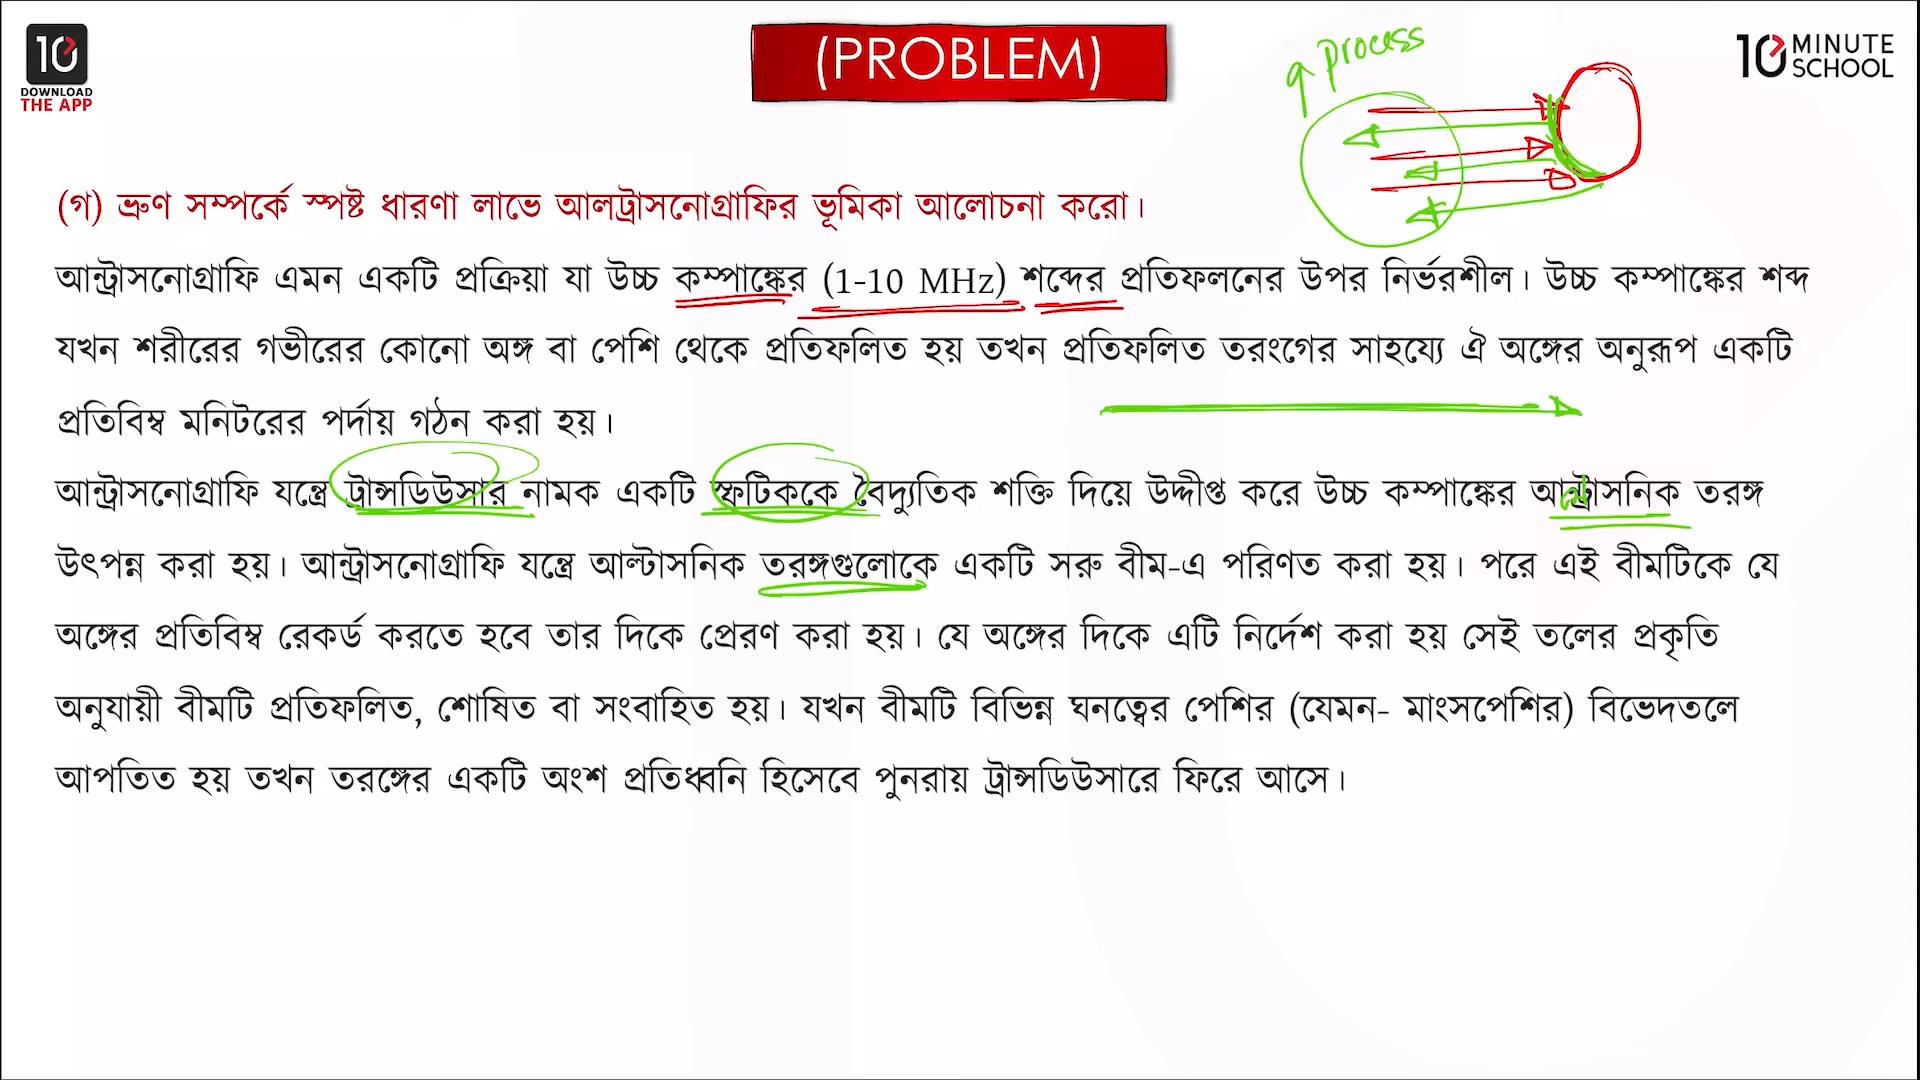 10
DOWNLOAD
THE APP
(PROBLEM)
process
10 MINUTE
SCHOOL
(গ) ভ্রুণ সম্পর্কে স্পষ্ট ধারণা লাভে আলট্রাসনোগ্রাফির ভূমিকা আলোচনা করো।
আল্ট্রাসনোগ্রাফি এমন একটি প্রক্রিয়া যা উচ্চ কম্পাঙ্কের (1-10 MHz) শব্দের প্রতিফলনের উপর নির্ভরশীল। উচ্চ কম্পাঙ্কের শব্দ
যখন শরীরের গভীরের কোনো অঙ্গ বা পেশি থেকে প্রতিফলিত হয় তখন প্রতিফলিত তরংগের সাহয্যে ঐ অঙ্গের অনুরূপ একটি
প্রতিবিম্ব মনিটরের পর্দায় গঠন করা হয়।
আল্ট্রাসনোগ্রাফি যন্ত্রে ট্রান্সডিউসার নামক একটি স্ফটিককে বৈদ্যুতিক শক্তি দিয়ে উদ্দীপ্ত করে উচ্চ কম্পাঙ্কের আল্ট্রাসনিক তরঙ্গ
উৎপন্ন করা হয়। আল্ট্রাসনোগ্রাফি যন্ত্রে আল্টাসনিক তরঙ্গগুলোকে একটি সরু বীম-এ পরিণত করা হয়। পরে এই বীমটিকে যে
অঙ্গের প্রতিবিম্ব রেকর্ড করতে হবে তার দিকে প্রেরণ করা হয়। যে অঙ্গের দিকে এটি নির্দেশ করা হয় সেই তলের প্রকৃতি
অনুযায়ী বীমটি প্রতিফলিত, শোষিত বা সংবাহিত হয়। যখন বীমটি বিভিন্ন ঘনত্বের পেশির (যেমন- মাংসপেশির) বিভেদতলে
আপতিত হয় তখন তরঙ্গের একটি অংশ প্রতিধ্বনি হিসেবে পুনরায় ট্রান্সডিউসারে ফিরে আসে।